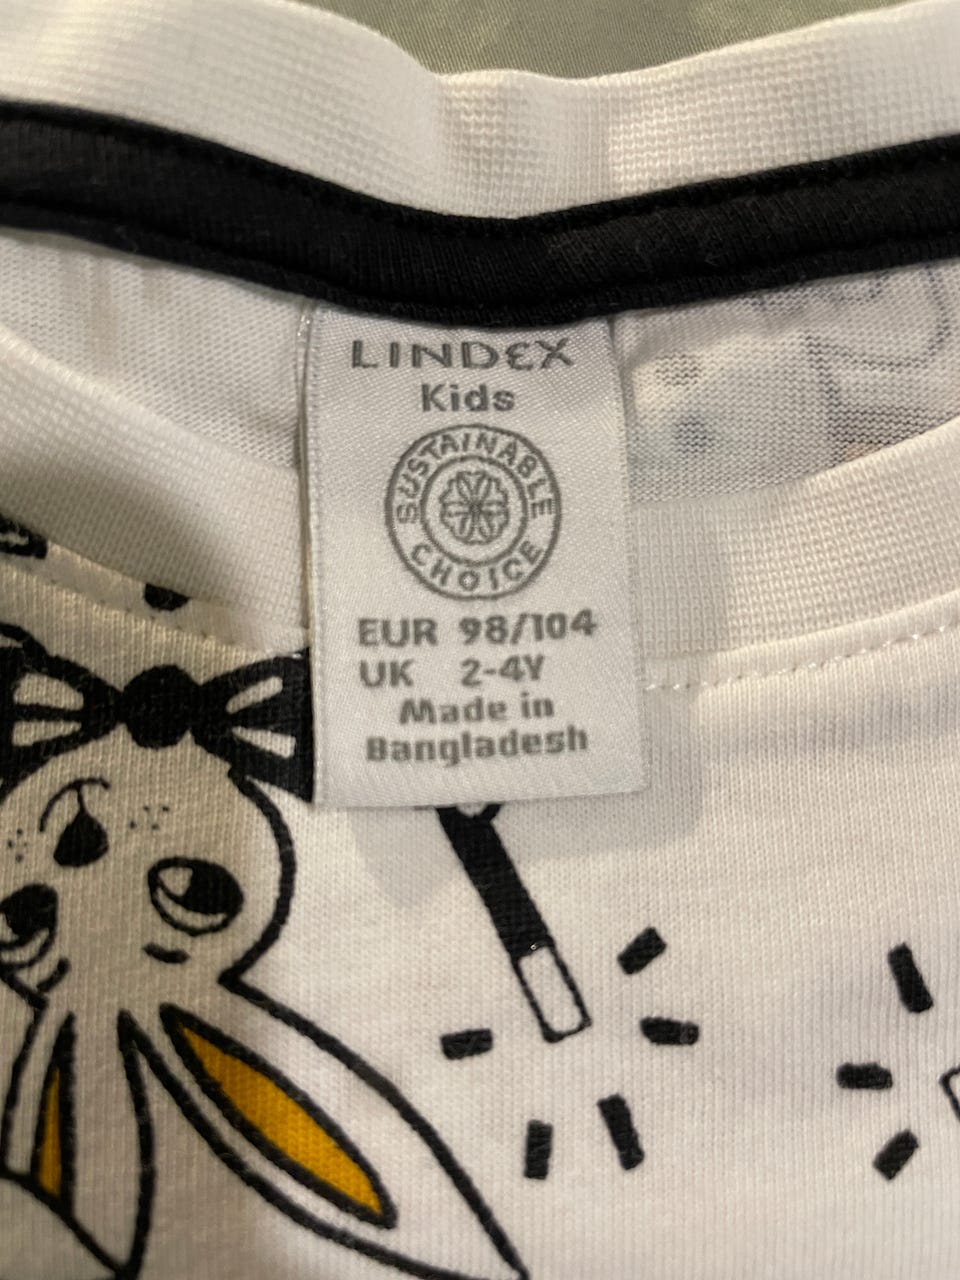 LINDEX
Kids
SUSTAINABLE
CHOICE
EUR 98/104
UK 2-4Y
Made in
Bangladesh